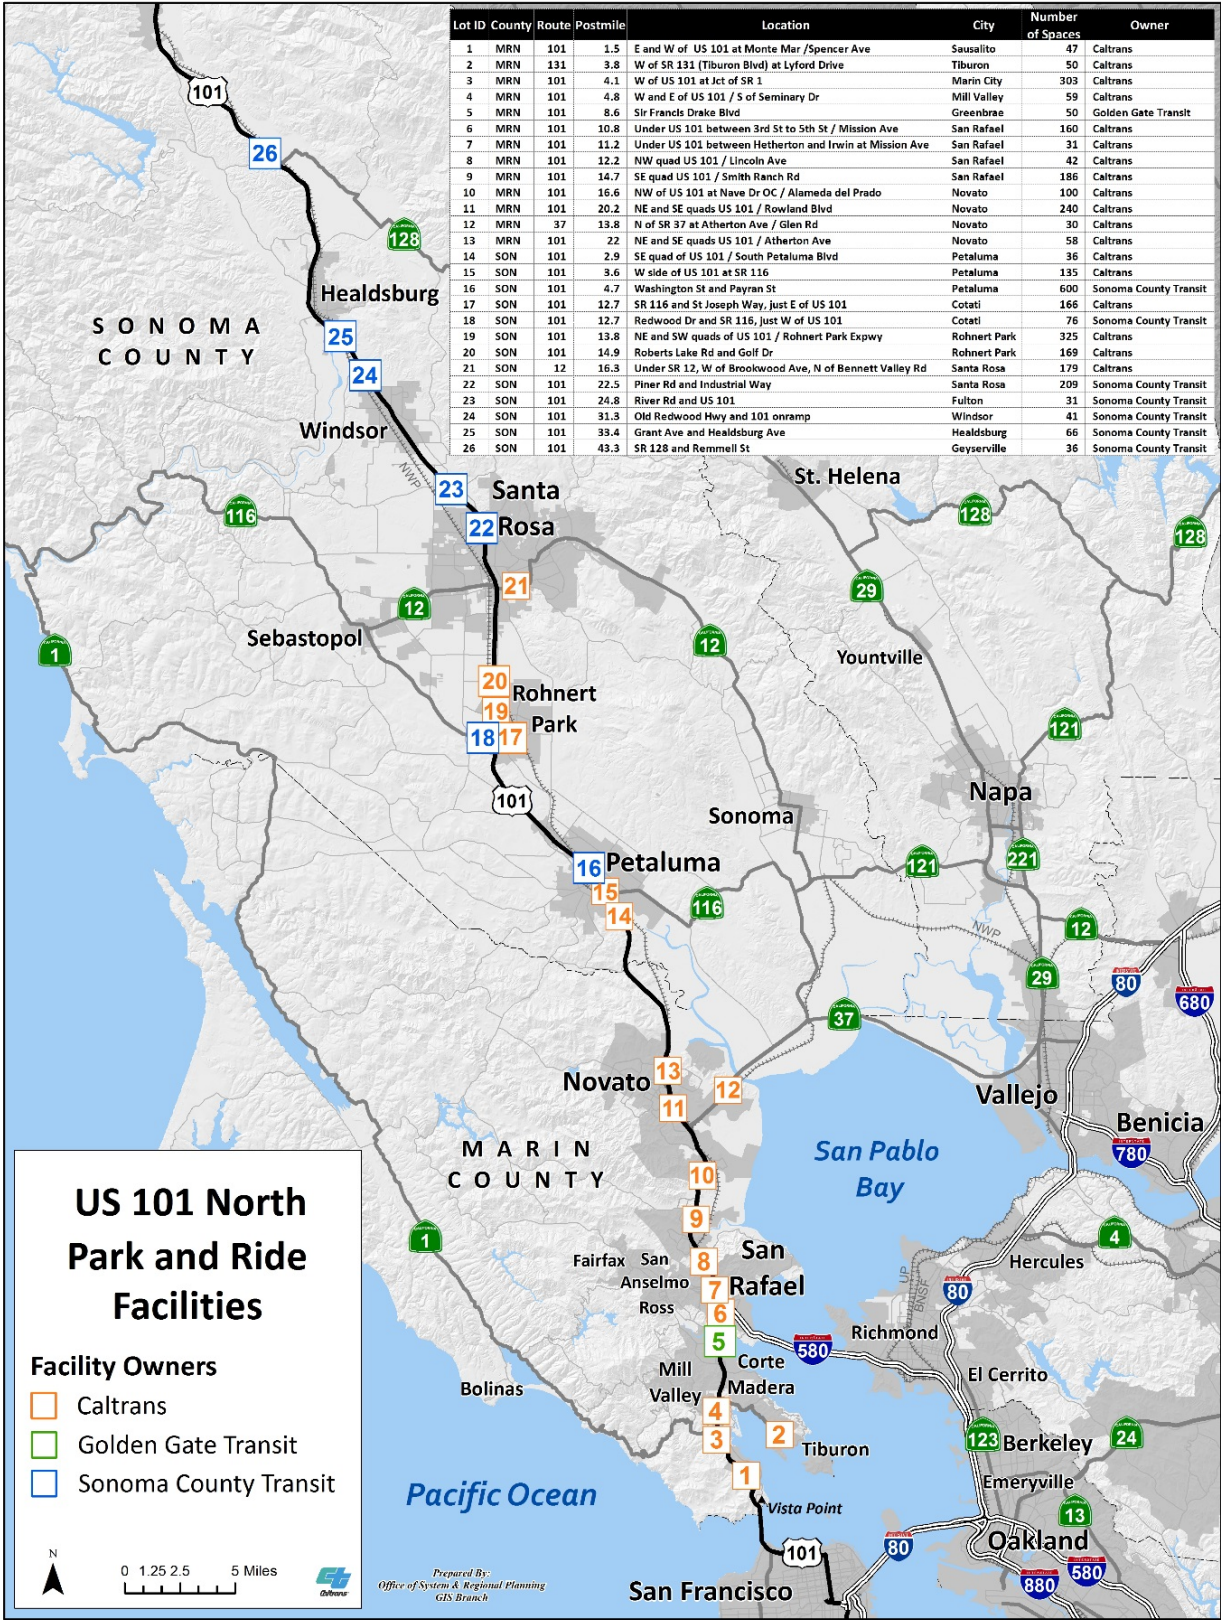 Lot ID County Route Postmile Location City Number of Spaces Owner
1 MRN 101 1.5 E and W of US 101 at Monte Mar /Spencer Ave Sausalito 47 Caltrans
2 MRN 131 3.8 W of SR 131 (Tiburon Blvd) at Lyford Drive Tiburon 50 Caltrans
3 MRN 101 4.1 W of US 101 at Jct of SR 1 Marin City 303 Caltrans
4 MRN 101 4.8 W and E of US 101 / S of Seminary Dr Mill Valley 59 Caltrans
5 MRN 101 8.6 Sir Francis Drake Blvd Greenbrae 50 Golden Gate Transit
6 MRN 101 10.8 Under US 101 between 3rd St to 5th St / Mission Ave San Rafael 160 Caltrans
7 MRN 101 11.2 Under US 101 between Hetherton and Irwin at Mission Ave San Rafael 31 Caltrans
8 MRN 101 12.2 NW quad US 101 / Lincoln Ave San Rafael 42 Caltrans
9 MRN 101 14.7 SE quad US 101 / Smith Ranch Rd San Rafael 186 Caltrans
10 MRN 101 16.6 NW of US 101 at Nave Dr OC / Alameda del Prado Novato 100 Caltrans
11 MRN 101 20.2 NE and SE quads US 101 / Rowland Blvd Novato 240 Caltrans
12 MRN 37 13.8 N of SR 37 at Atherton Ave / Glen Rd Novato 30 Caltrans
13 MRN 101 22 NE and SE quads US 101 / Atherton Ave Novato 58 Caltrans
14 SON 101 2.9 SE quad of US 101 / South Petaluma Blvd Petaluma 36 Caltrans
15 SON 101 3.6 W side of US 101 at SR 116 Petaluma 135 Caltrans
16 SON 101 4.7 Washington St and Payran St Petaluma 600 Sonoma County Transit
17 SON 101 12.7 SR 116 and St Joseph Way, just E of US 101 Cotati 166 Caltrans
18 SON 101 12.7 Redwood Dr and SR 116, just W of US 101 Cotati 76 Sonoma County Transit
19 SON 101 13.8 NE and SW quads of US 101 / Rohnert Park Expwy Rohnert Park 325 Caltrans
20 SON 101 14.9 Roberts Lake Rd and Golf Dr Rohnert Park 169 Caltrans
21 SON 12 16.3 Under SR 12, W of Brookwood Ave, N of Bennett Valley Rd Santa Rosa 179 Caltrans
22 SON 101 22.5 Piner Rd and Industrial Way Santa Rosa 209 Sonoma County Transit
23 SON 101 24.8 River Rd and US 101 Fulton 31 Sonoma County Transit
24 SON 101 31.3 Old Redwood Hwy and 101 onramp Windsor 41 Sonoma County Transit
25 SON 101 33.4 Grant Ave and Healdsburg Ave Healdsburg 66 Sonoma County Transit
26 SON 101 43.3 SR 128 and Remmell St Geyserville 36 Sonoma County Transit
101
26
128
Healdsburg
SONOMA
COUNTY
25
24
Windsor
NWP
St. Helena
23
Santa
Rosa
22
116
128
128
21
12
29
Sebastopol
1
12
Yountville
20
Rohnert
Park
19
18 17
121
101
Napa
Sonoma
16 Petaluma
121
221
15
116
14
12
NWP
29
80
680
37
Novato
13
12
11
Vallejo
Benicia
780
MARIN
COUNTY
San Pablo
Bay
10
9
1
4
Fairfax
San
Anselmo
Ross
8
San
Rafael
7
6
5
Hercules
UP
BNSF
80
Richmond
580
Mill
Valley
Corte
Madera
El Cerrito
Bolinas
4
3
2
Tiburon
123
Berkeley
24
1
Emeryville
Pacific Ocean
Vista Point
13
101
80
Oakland
580
880
San Francisco
US 101 North
Park and Ride
Facilities
Facility Owners
Caltrans
Golden Gate Transit
Sonoma County Transit
N
0 1.25 2.5 5 Miles
Caltrans
Prepared By:
Office of System & Regional Planning
GIS Branch